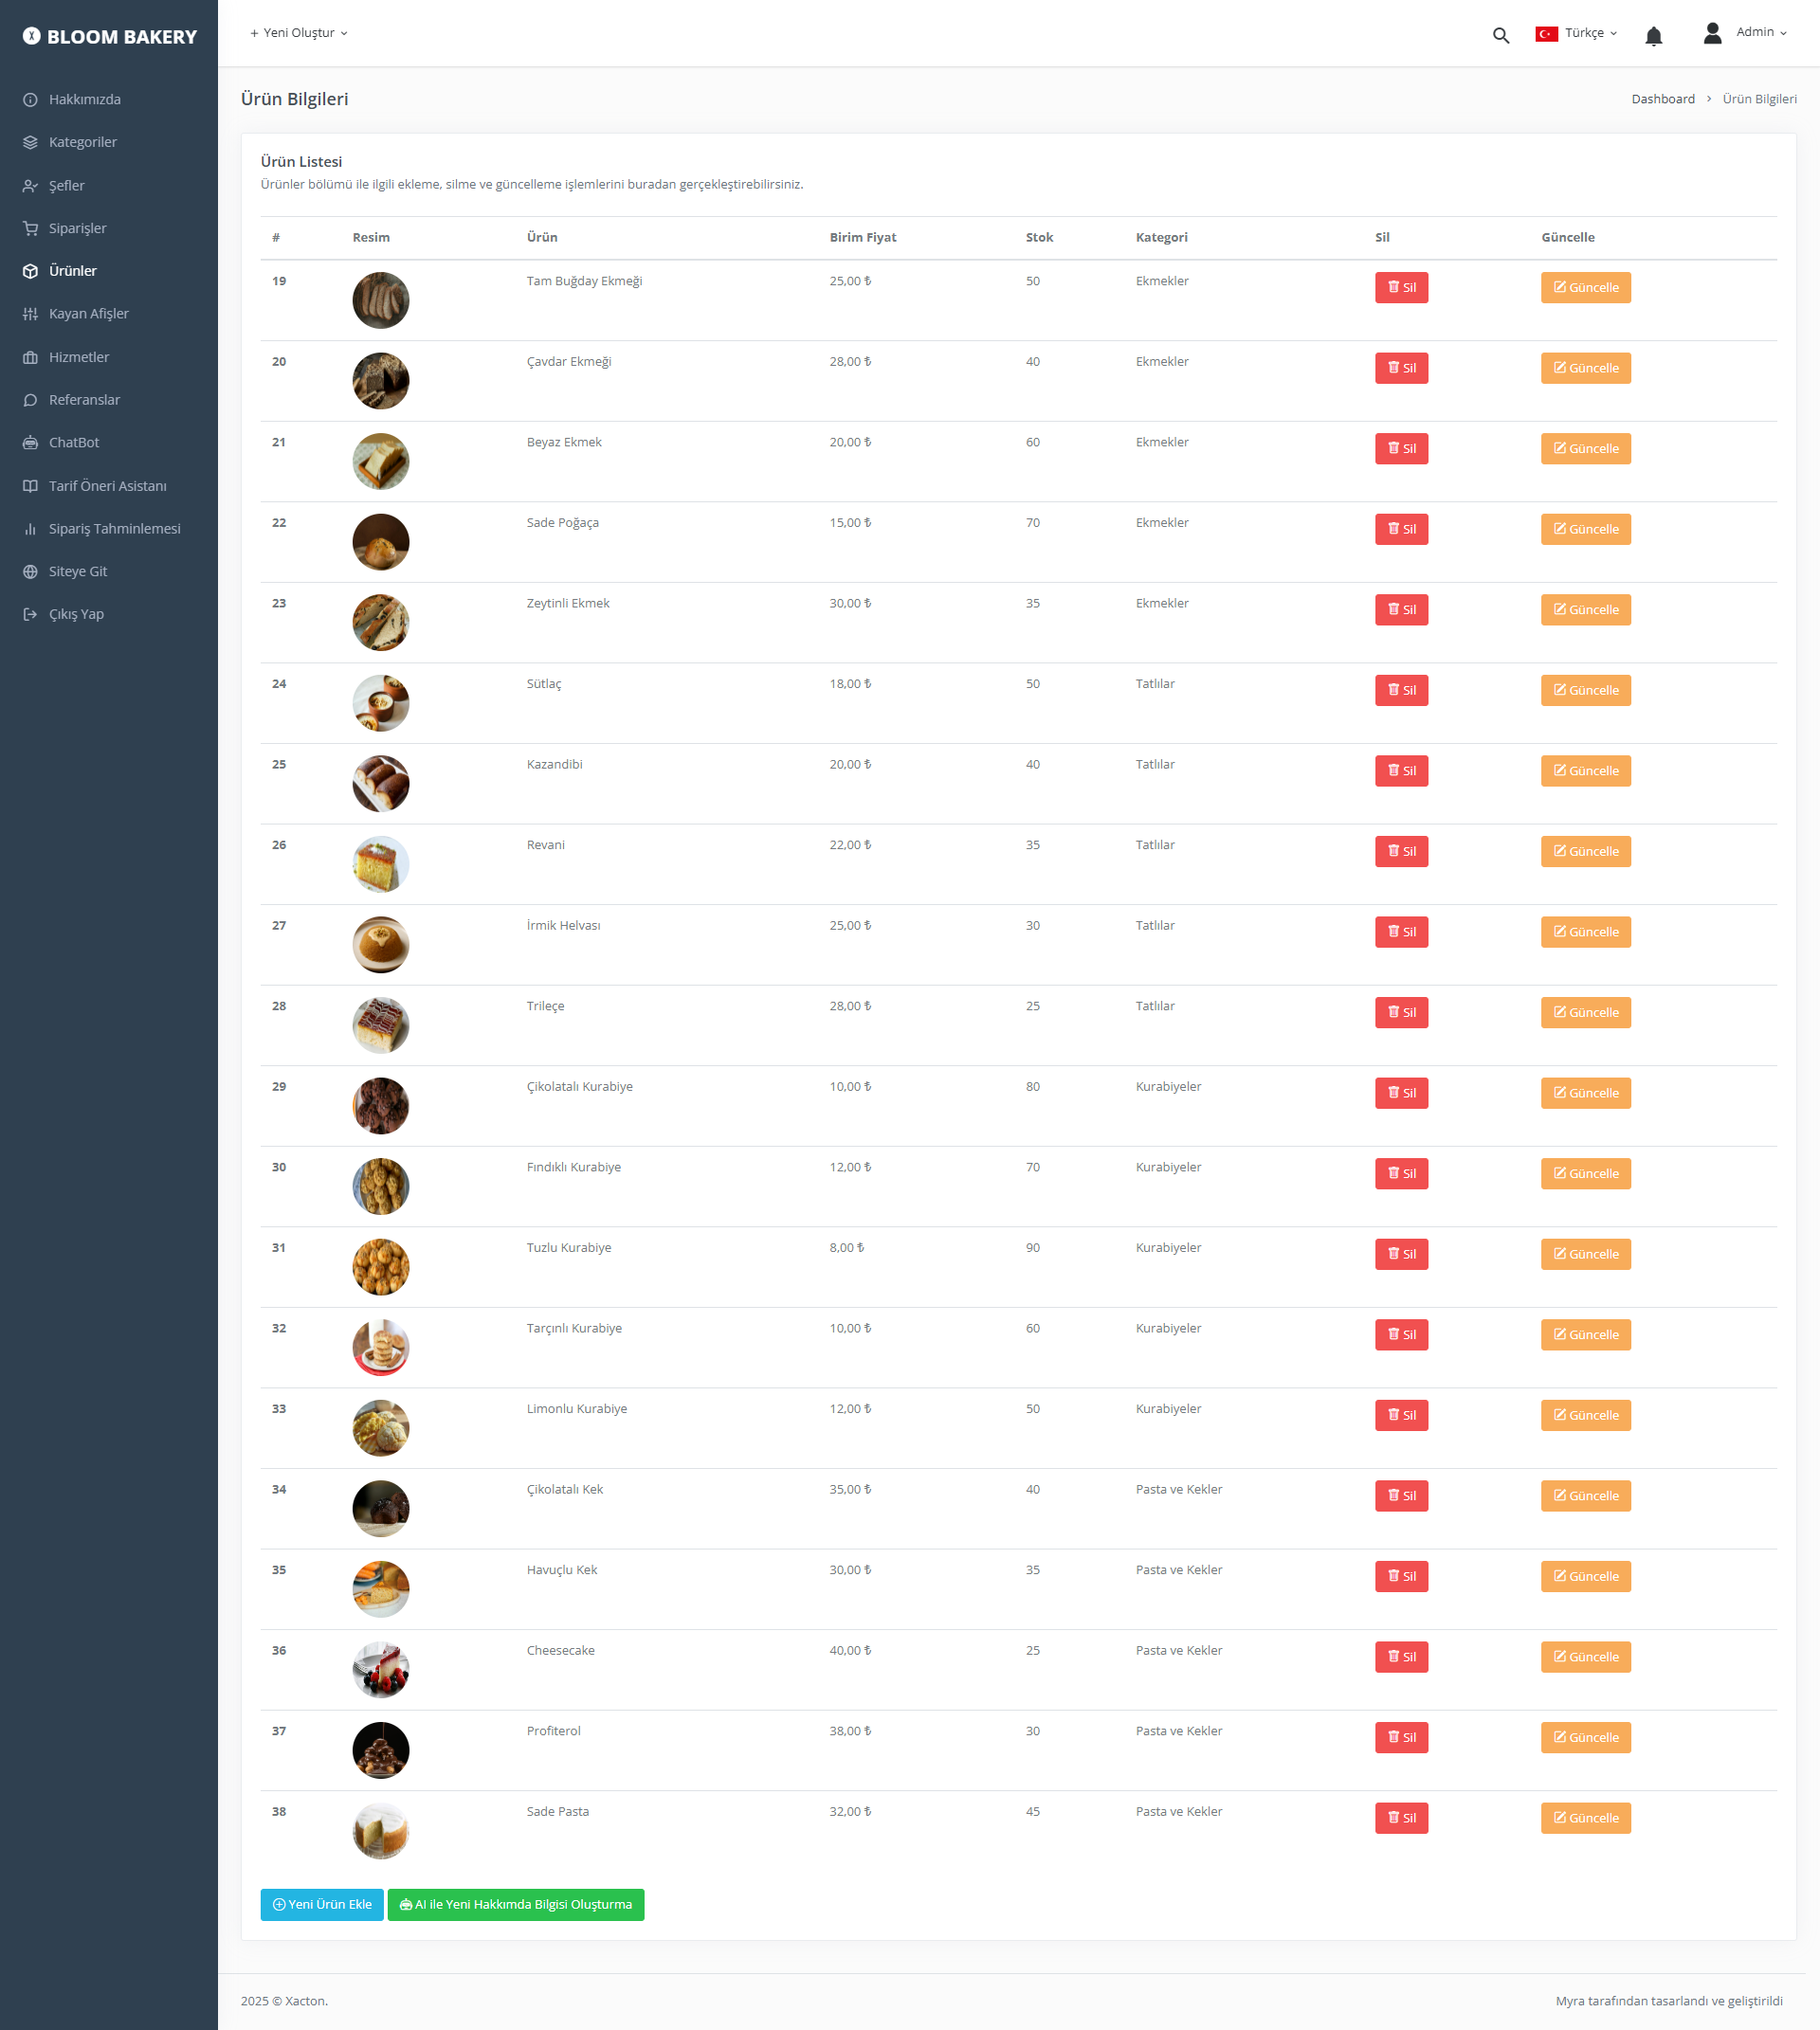 BLOOM BAKERY
+ Yeni Oluştur
Türkçe
Admin
Hakkımızda
Kategoriler
Şefler
Siparişler
Ürünler
Kayan Afişler
Hizmetler
Referanslar
ChatBot
Tarif Öneri Asistanı
Sipariş Tahminlemesi
Siteye Git
Çıkış Yap
Ürün Bilgileri
Dashboard > Ürün Bilgileri
Ürün Listesi
Ürünler bölümü ile ilgili ekleme, silme ve güncelleme işlemlerini buradan gerçekleştirebilirsiniz.
# Resim Ürün Birim Fiyat Stok Kategori Sil Güncelle
19 Tam Buğday Ekmeği 25,00 ₺ 50 Ekmekler Sil Güncelle
20 Çavdar Ekmeği 28,00 ₺ 40 Ekmekler Sil Güncelle
21 Beyaz Ekmek 20,00 ₺ 60 Ekmekler Sil Güncelle
22 Sade Poğaça 15,00 ₺ 70 Ekmekler Sil Güncelle
23 Zeytinli Ekmek 30,00 ₺ 35 Ekmekler Sil Güncelle
24 Sütlaç 18,00 ₺ 50 Tatlılar Sil Güncelle
25 Kazandibi 20,00 ₺ 40 Tatlılar Sil Güncelle
26 Revani 22,00 ₺ 35 Tatlılar Sil Güncelle
27 İrmik Helvası 25,00 ₺ 30 Tatlılar Sil Güncelle
28 Trileçe 28,00 ₺ 25 Tatlılar Sil Güncelle
29 Çikolatalı Kurabiye 10,00 ₺ 80 Kurabiyeler Sil Güncelle
30 Fındıklı Kurabiye 12,00 ₺ 70 Kurabiyeler Sil Güncelle
31 Tuzlu Kurabiye 8,00 ₺ 90 Kurabiyeler Sil Güncelle
32 Tarçınlı Kurabiye 10,00 ₺ 60 Kurabiyeler Sil Güncelle
33 Limonlu Kurabiye 12,00 ₺ 50 Kurabiyeler Sil Güncelle
34 Çikolatalı Kek 35,00 ₺ 40 Pasta ve Kekler Sil Güncelle
35 Havuçlu Kek 30,00 ₺ 35 Pasta ve Kekler Sil Güncelle
36 Cheesecake 40,00 ₺ 25 Pasta ve Kekler Sil Güncelle
37 Profiterol 38,00 ₺ 30 Pasta ve Kekler Sil Güncelle
38 Sade Pasta 32,00 ₺ 45 Pasta ve Kekler Sil Güncelle
Yeni Ürün Ekle AI ile Yeni Hakkımda Bilgisi Oluşturma
2025 © Xacton. Myra tarafından tasarlandı ve geliştirildi